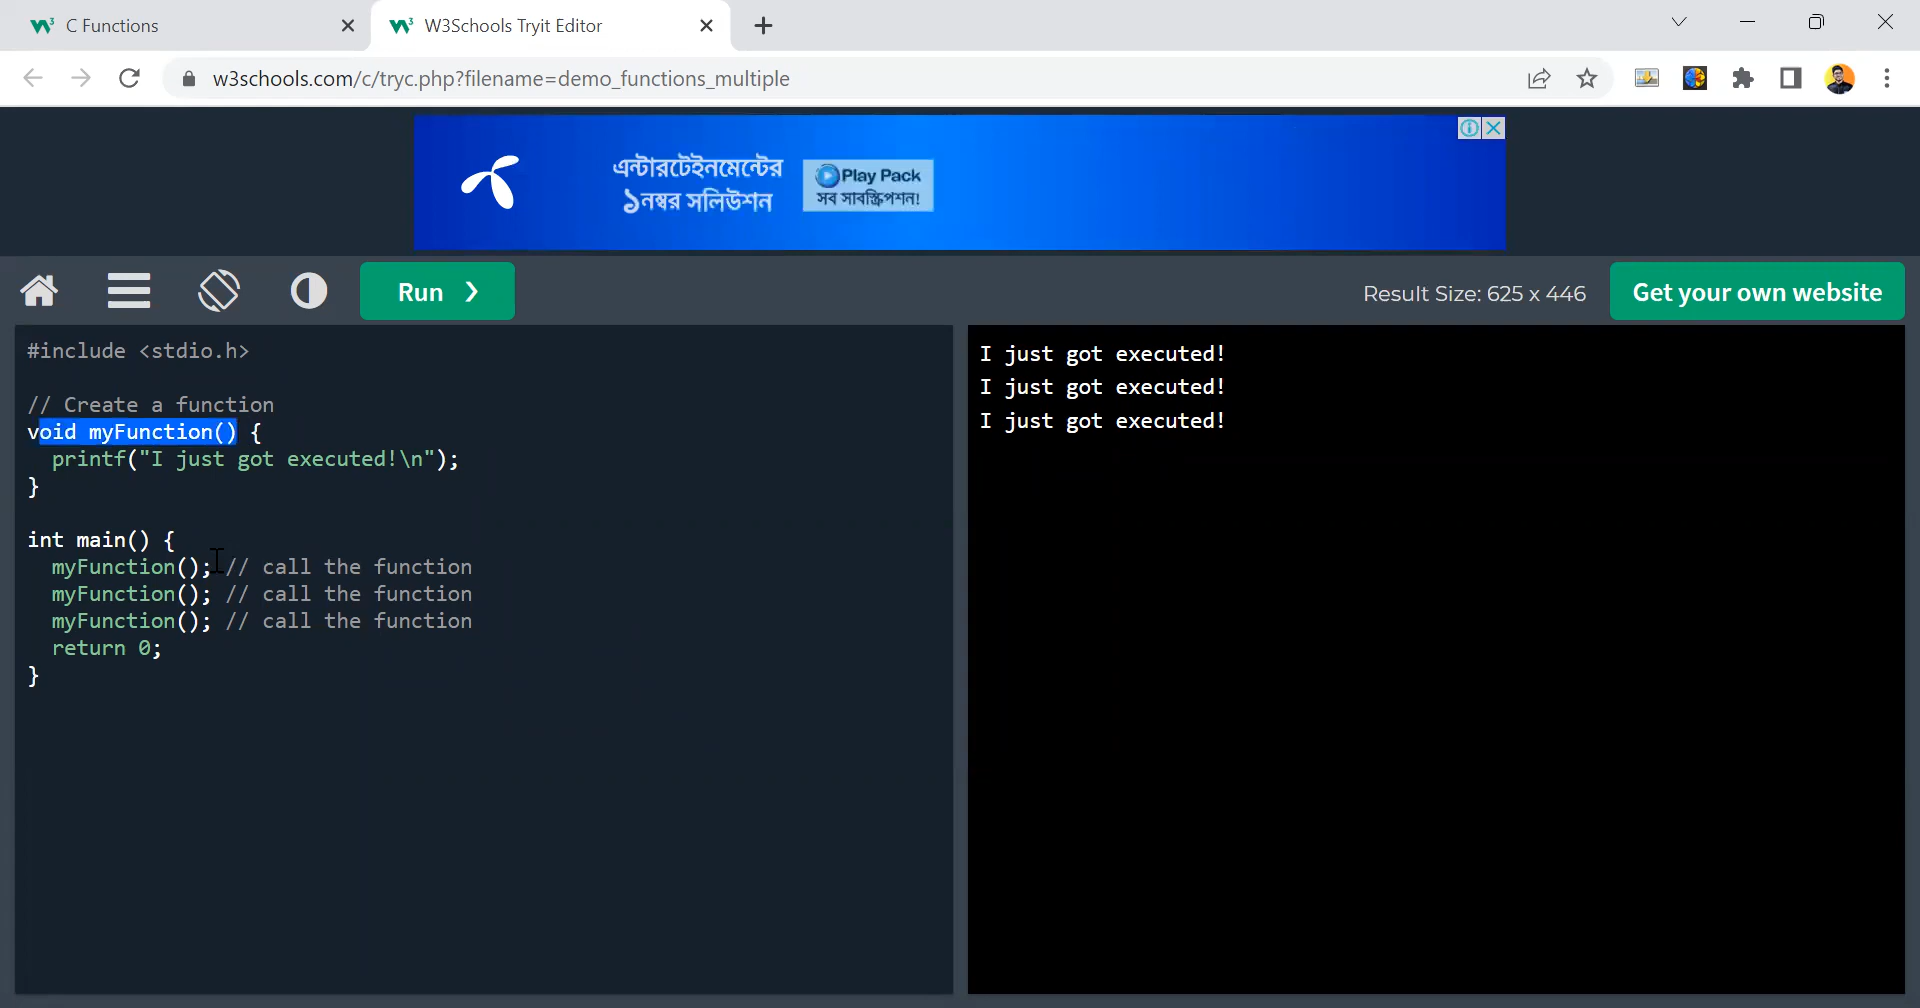 C Functions
W3Schools Tryit Editor
w3schools.com/c/tryc.php?filename=demo_functions_multiple
এন্টারটেইনমেন্টের
১নম্বর সলিউশন
Play Pack
সব সাবস্ক্রিপশন!
Run ❯
Result Size: 625 x 446
Get your own website
#include <stdio.h>
// Create a function
void myFunction() {
printf("I just got executed!\n");
}
int main() {
myFunction(); // call the function
myFunction(); // call the function
myFunction(); // call the function
return 0;
}
I just got executed!
I just got executed!
I just got executed!